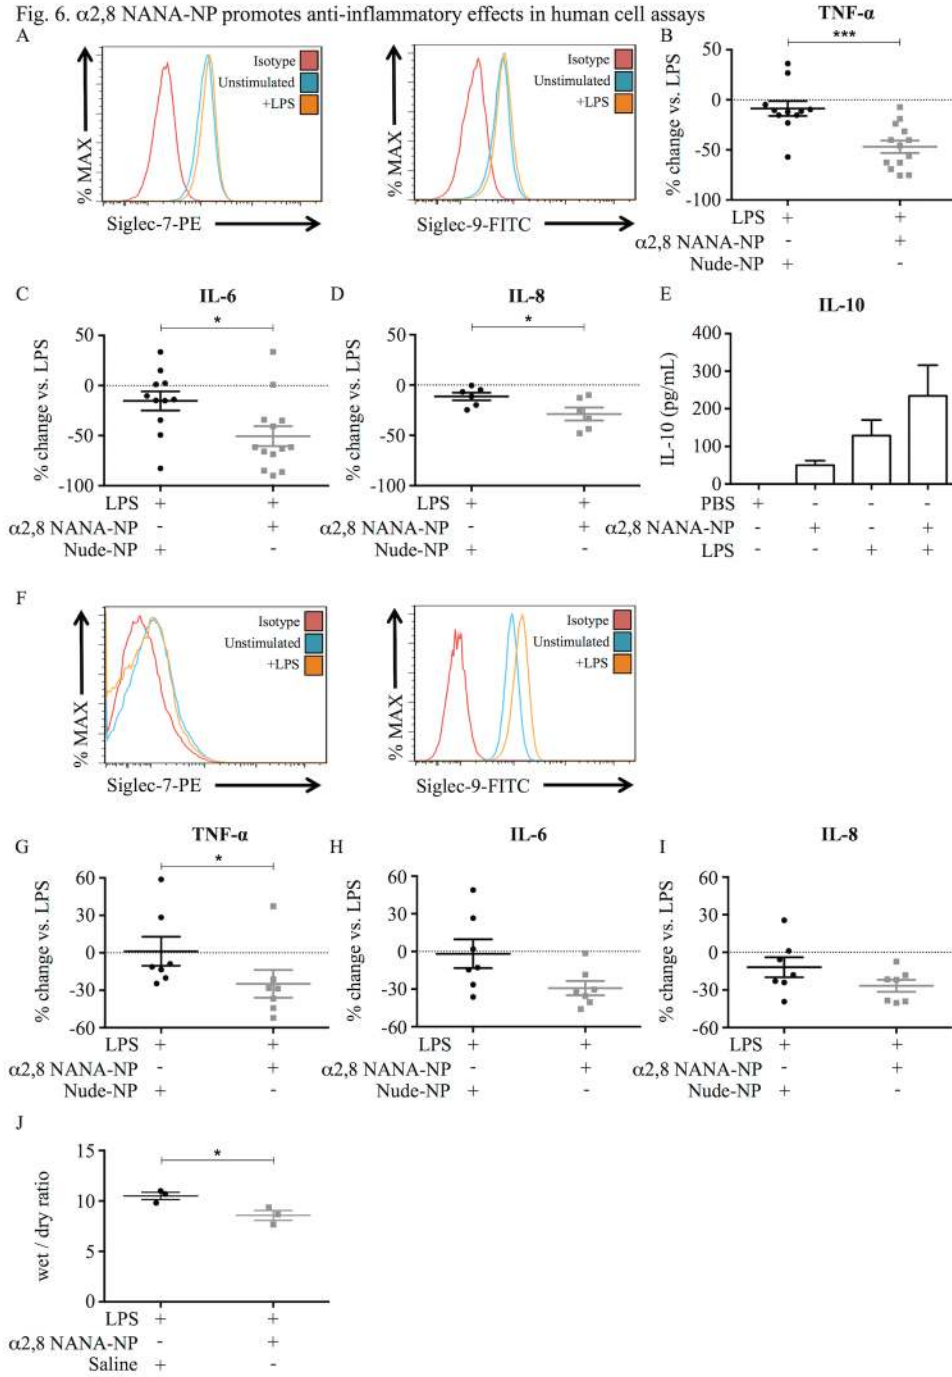 Fig. 6. α2,8 NANA-NP promotes anti-inflammatory effects in human cell assays
A
% MAX
Isotype
Unstimulated
+LPS
Siglec-7-PE
% MAX
Isotype
Unstimulated
+LPS
Siglec-9-FITC
B
TNF-α
***
% change vs. LPS
50
0
-50
-100
LPS + +
α2,8 NANA-NP - +
Nude-NP + -
C
IL-6
*
% change vs. LPS
50
0
-50
-100
LPS + +
α2,8 NANA-NP - +
Nude-NP + -
D
IL-8
*
% change vs. LPS
50
0
-50
-100
LPS + +
α2,8 NANA-NP - +
Nude-NP + -
E
IL-10
IL-10 (pg/mL)
400
300
200
100
0
PBS + - - -
α2,8 NANA-NP - + - +
LPS - - + +
F
% MAX
Isotype
Unstimulated
+LPS
Siglec-7-PE
% MAX
Isotype
Unstimulated
+LPS
Siglec-9-FITC
G
TNF-α
*
% change vs. LPS
60
30
0
-30
-60
LPS + +
α2,8 NANA-NP - +
Nude-NP + -
H
IL-6
% change vs. LPS
60
30
0
-30
-60
LPS + +
α2,8 NANA-NP - +
Nude-NP + -
I
IL-8
% change vs. LPS
60
30
0
-30
-60
LPS + +
α2,8 NANA-NP - +
Nude-NP + -
J
*
wet / dry ratio
15
10
5
0
LPS + +
α2,8 NANA-NP - +
Saline + -